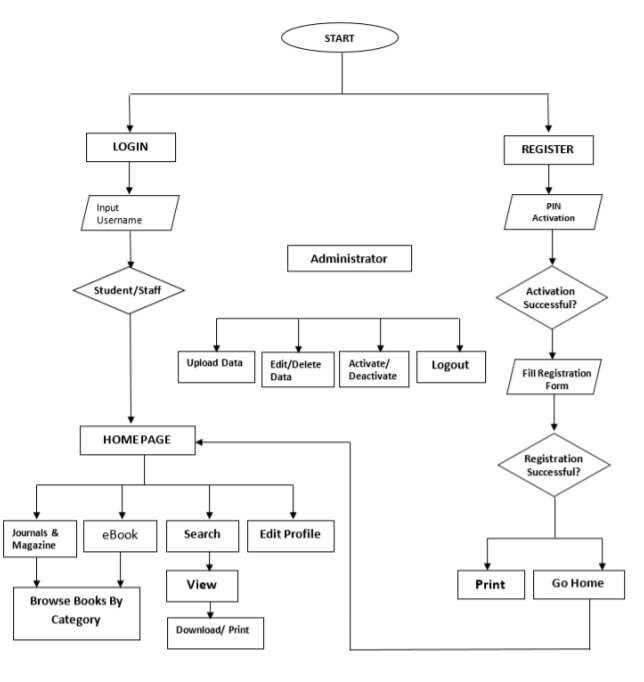 START
LOGIN
REGISTER
Input
Username
PIN
Activation
Administrator
Student/Staff
Activation
Successful?
Upload Data
Edit/Delete
Data
Activate/
Deactivate
Logout
Fill Registration
Form
HOMEPAGE
Registration
Successful?
Journals &
Magazine
eBook
Search
Edit Profile
View
Print
Go Home
Browse Books By
Category
Download/ Print